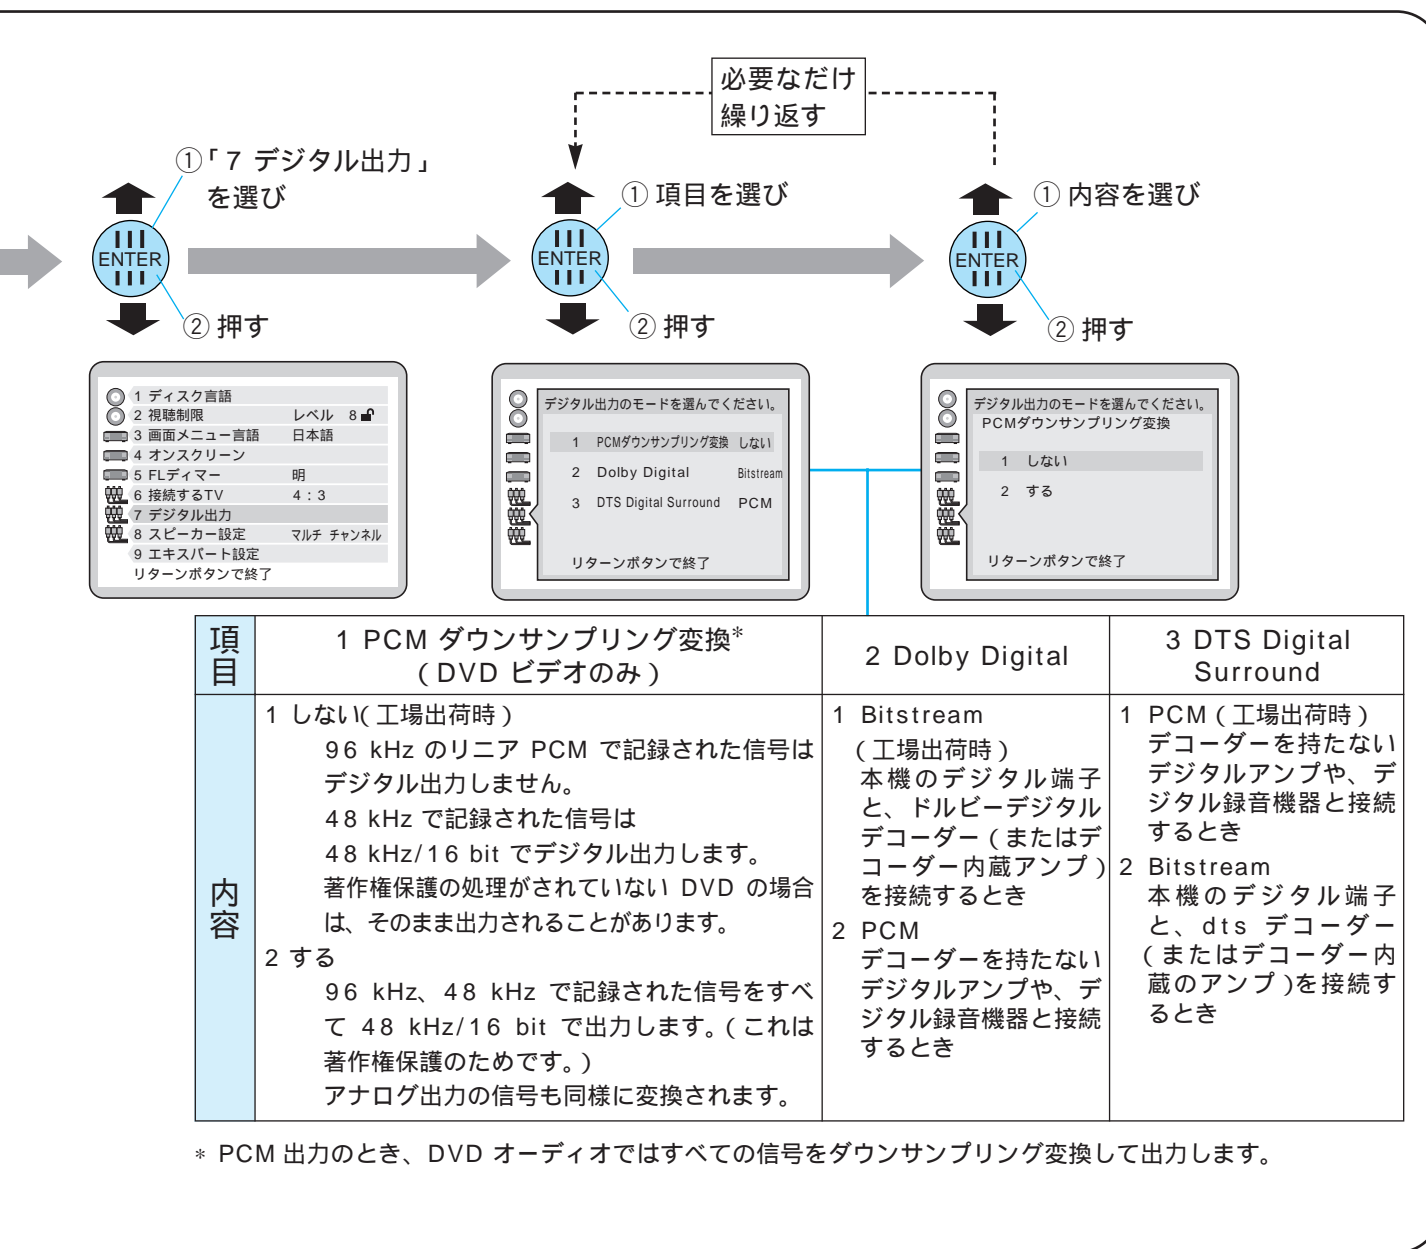 必要なだけ
繰り返す
①「7 デジタル出力」
を選び
ENTER
② 押す
① 項目を選び
ENTER
② 押す
① 内容を選び
ENTER
② 押す
1 ディスク言語
2 視聴制限 レベル 8
3 画面メニュー言語 日本語
4 オンスクリーン
5 FLディマー 明
6 接続するTV 4:3
7 デジタル出力
8 スピーカー設定 マルチ チャンネル
9 エキスパート設定
リターンボタンで終了
デジタル出力のモードを選んでください。
1 PCMダウンサンプリング変換 しない
2 Dolby Digital Bitstream
3 DTS Digital Surround PCM
リターンボタンで終了
デジタル出力のモードを選んでください。
PCMダウンサンプリング変換
1 しない
2 する
リターンボタンで終了
項目
1 PCM ダウンサンプリング変換*
(DVD ビデオのみ)
2 Dolby Digital
3 DTS Digital
Surround
内容
1 しない(工場出荷時)
96 kHz のリニア PCM で記録された信号は
デジタル出力しません。
48 kHz で記録された信号は
48 kHz/16 bit でデジタル出力します。
著作権保護の処理がされていない DVD の場合
は、そのまま出力されることがあります。
2 する
96 kHz、48 kHz で記録された信号をすべ
て 48 kHz/16 bit で出力します。(これは
著作権保護のためです。)
アナログ出力の信号も同様に変換されます。
1 Bitstream
(工場出荷時)
本機のデジタル端子
と、ドルビーデジタル
デコーダー(またはデ
コーダー内蔵アンプ)
を接続するとき
2 PCM
デコーダーを持たない
デジタルアンプや、デ
ジタル録音機器と接続
するとき
1 PCM(工場出荷時)
デコーダーを持たない
デジタルアンプや、デ
ジタル録音機器と接続
するとき
2 Bitstream
本機のデジタル端子
と、dts デコーダー
(またはデコーダー内
蔵のアンプ)を接続す
るとき
* PCM 出力のとき、DVD オーディオではすべての信号をダウンサンプリング変換して出力します。